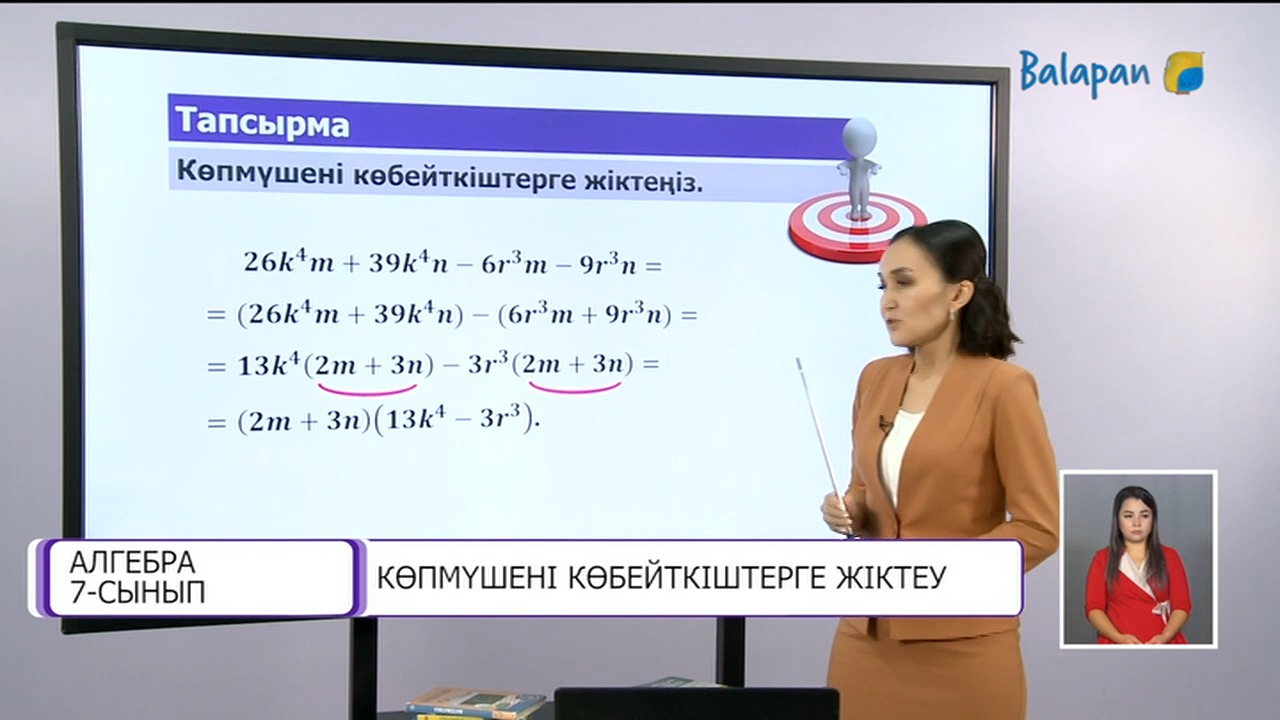 Balapan
Тапсырма
Көпмүшені көбейткіштерге жіктеңіз.
26k⁴m + 39k⁴n − 6r³m − 9r³n =
= (26k⁴m + 39k⁴n) − (6r³m + 9r³n) =
= 13k⁴(2m + 3n) − 3r³(2m + 3n) =
= (2m + 3n)(13k⁴ − 3r³).
АЛГЕБРА
7-СЫНЫП
КӨПМҮШЕНІ КӨБЕЙТКІШТЕРГЕ ЖІКТЕУ